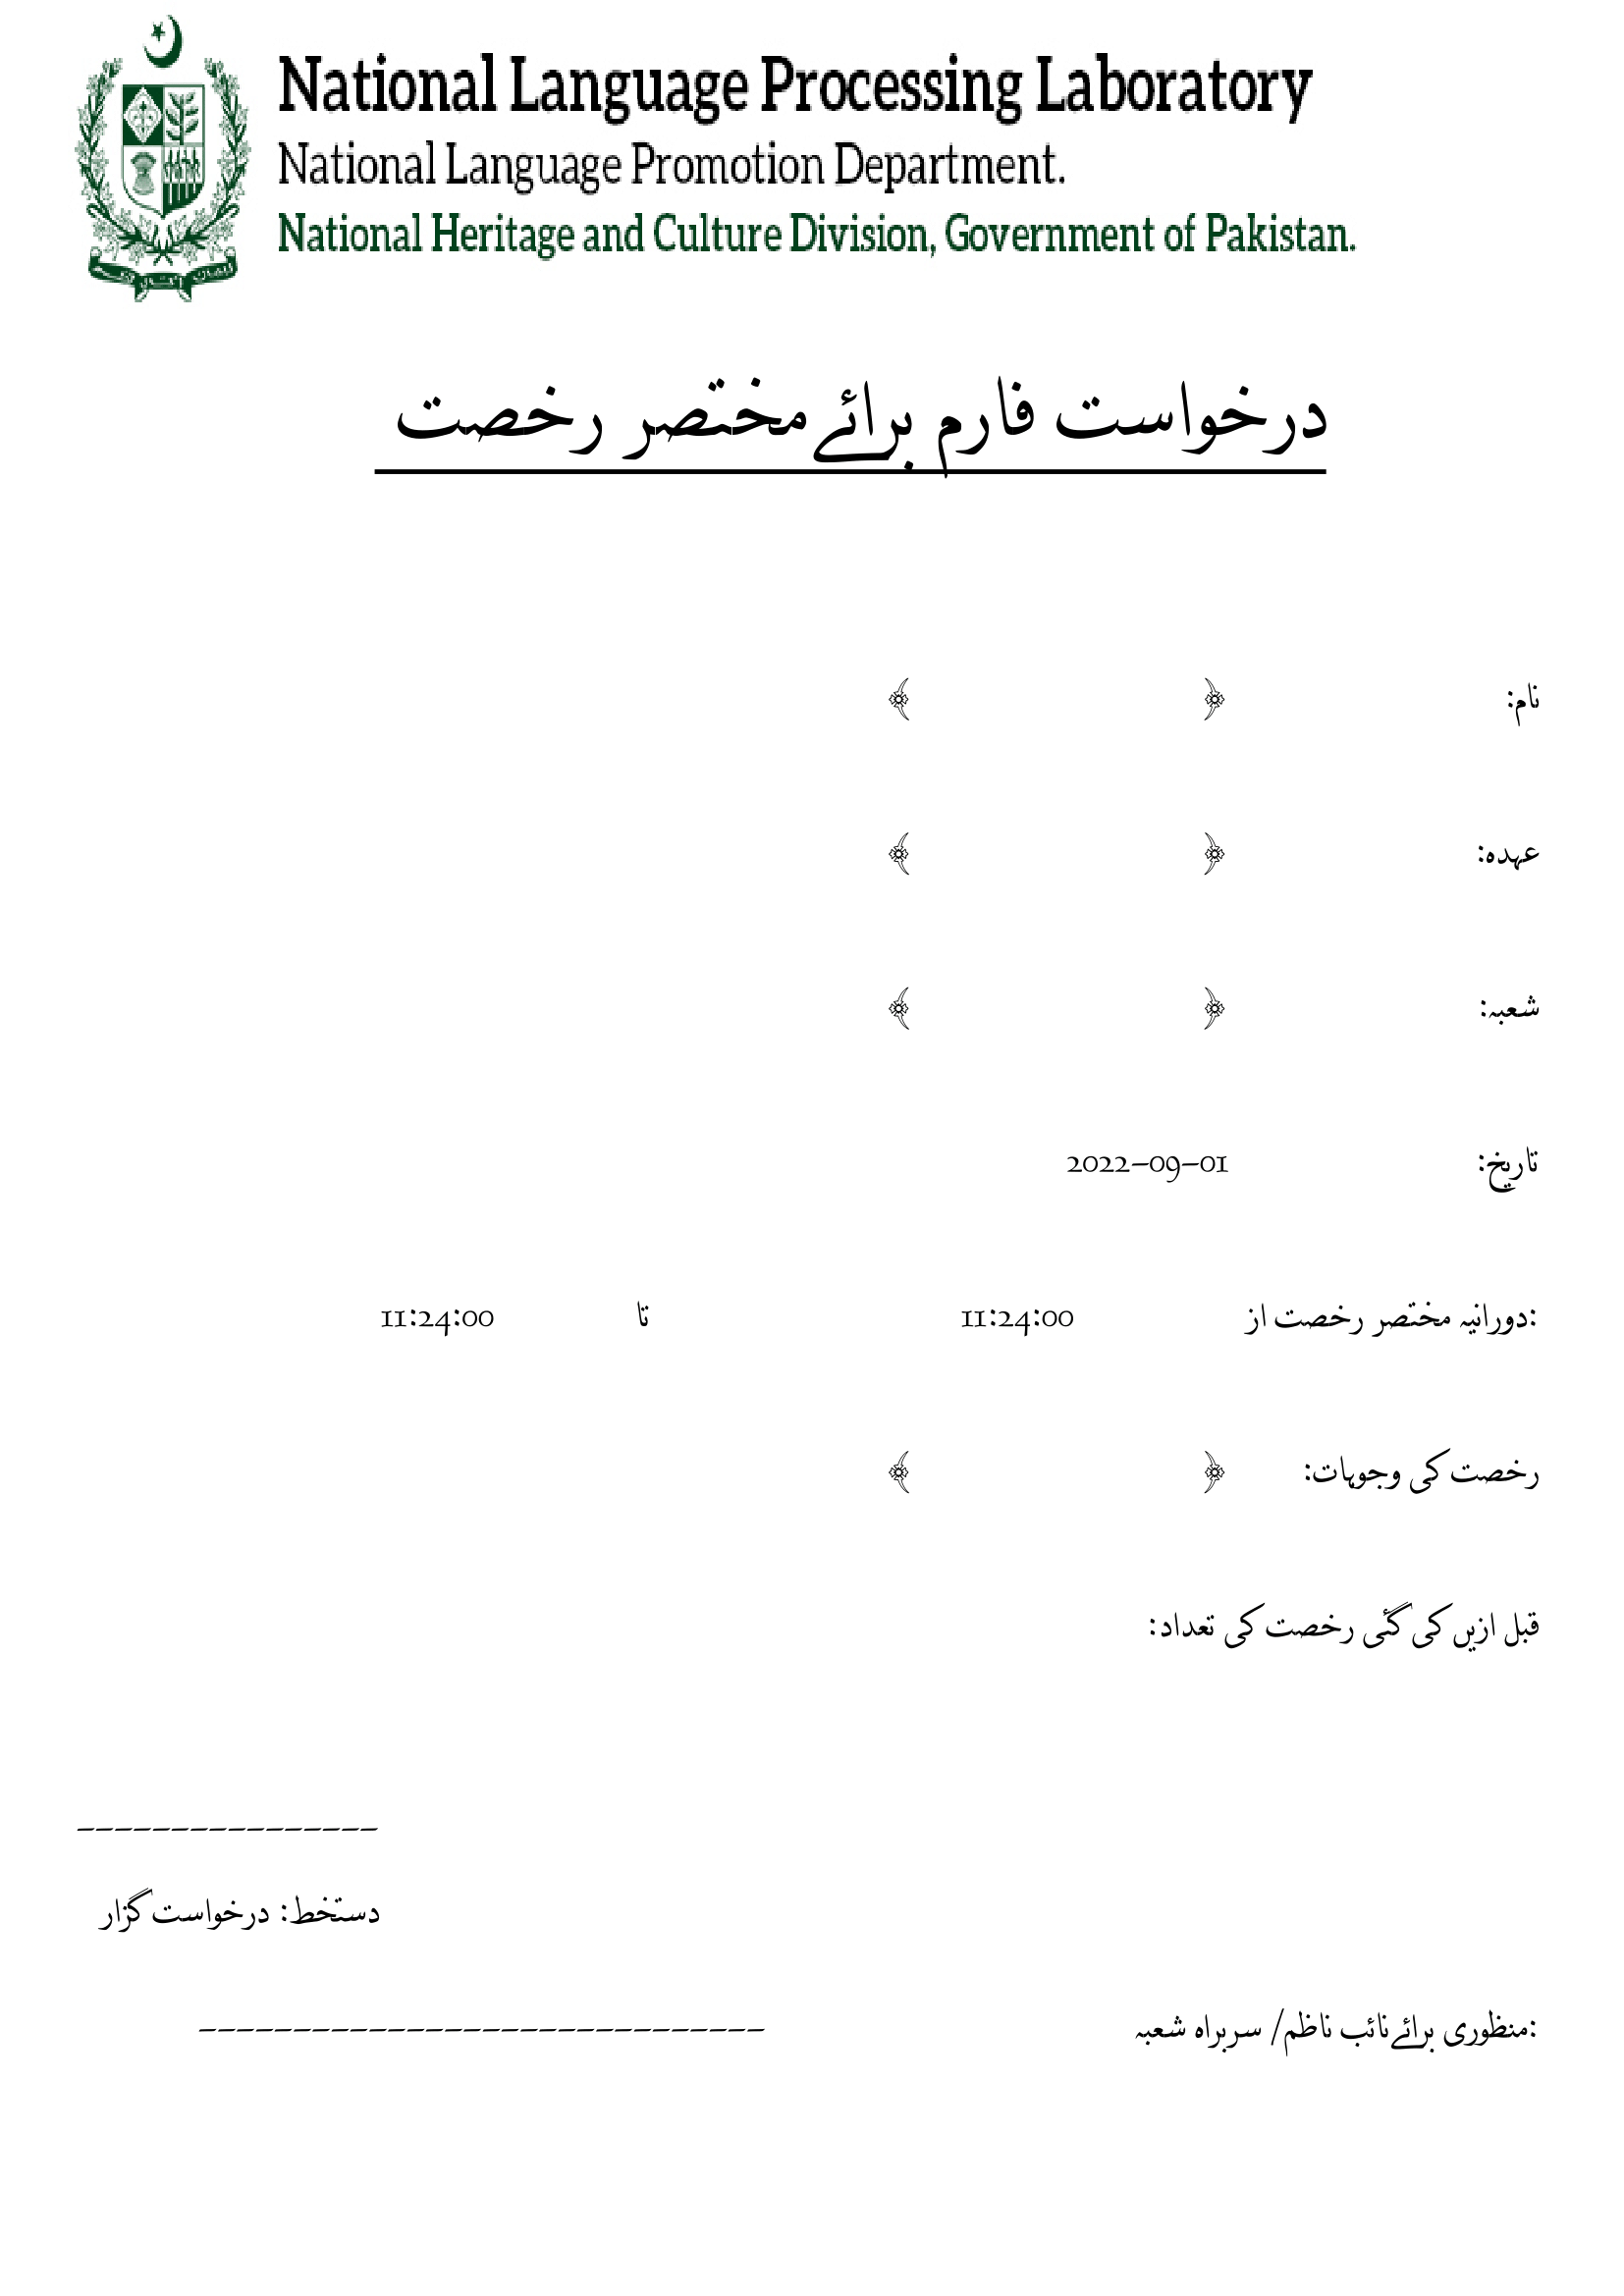 National Language Processing Laboratory
National Language Promotion Department.
National Heritage and Culture Division, Government of Pakistan.
درخواست فارم برائے مختصر رخصت
نام: ﴿ ﴾
عہدہ: ﴿ ﴾
شعبہ: ﴿ ﴾
تاریخ: 2022-09-01
:دورانیہ مختصر رخصت از 11:24:00 تا 11:24:00
رخصت کی وجوہات: ﴿ ﴾
قبل ازیں کی گئی رخصت کی تعداد:
----------------
دستخط: درخواست گزار
:منظوری برائے نائب ناظم/ سربراہ شعبہ ------------------------------